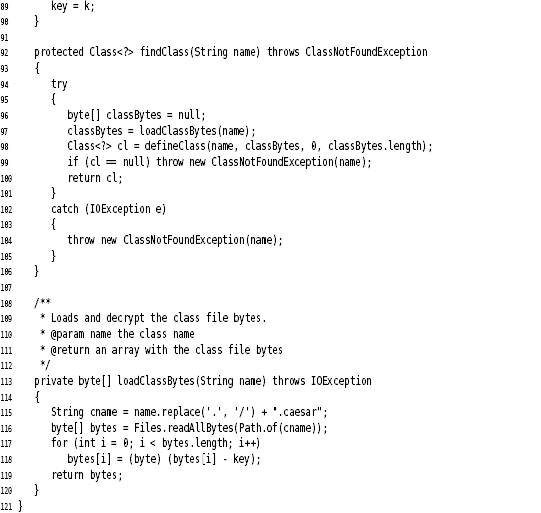 89       key = k;
90    }
91
92    protected Class<?> findClass(String name) throws ClassNotFoundException
93    {
94       try
95       {
96          byte[] classBytes = null;
97          classBytes = loadClassBytes(name);
98          Class<?> cl = defineClass(name, classBytes, 0, classBytes.length);
99          if (cl == null) throw new ClassNotFoundException(name);
100          return cl;
101       }
102       catch (IOException e)
103       {
104          throw new ClassNotFoundException(name);
105       }
106    }
107
108    /**
109     * Loads and decrypt the class file bytes.
110     * @param name the class name
111     * @return an array with the class file bytes
112     */
113    private byte[] loadClassBytes(String name) throws IOException
114    {
115       String cname = name.replace('.', '/') + ".caesar";
116       byte[] bytes = Files.readAllBytes(Path.of(cname));
117       for (int i = 0; i < bytes.length; i++)
118          bytes[i] = (byte) (bytes[i] - key);
119       return bytes;
120    }
121 }